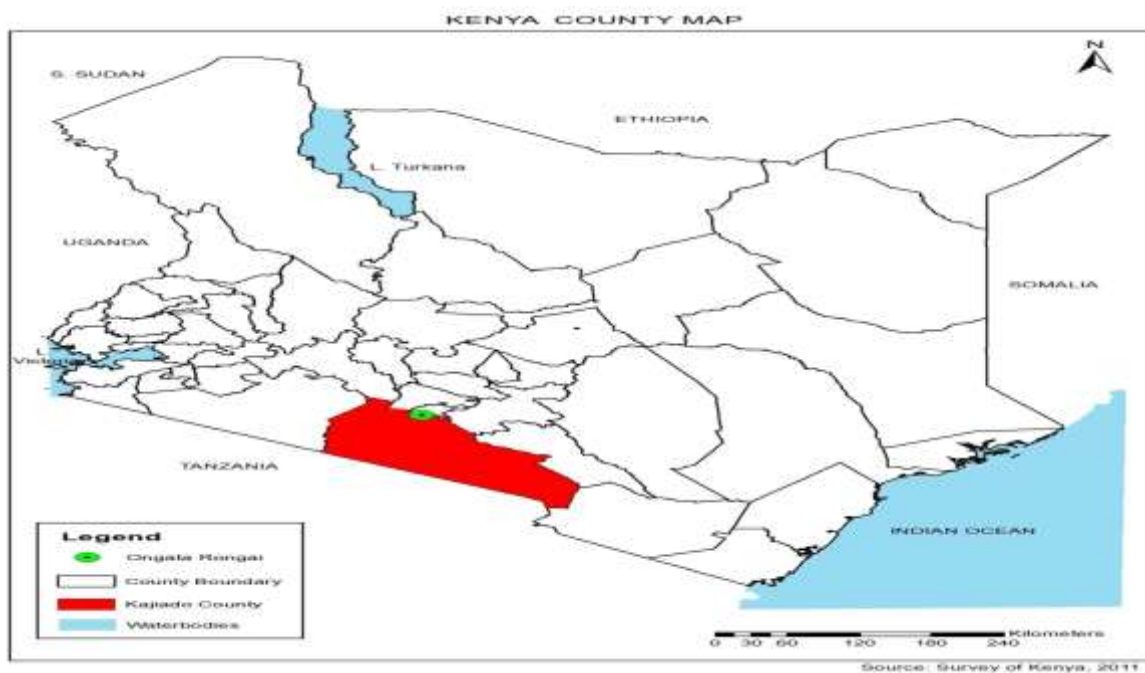 KENYA COUNTY MAP
N
S. SUDAN
ETHIOPIA
L. Turkana
UGANDA
SOMALIA
L.
Victoria
TANZANIA
INDIAN OCEAN
Legend
Ongata Rongai
County Boundary
Kajiado County
Waterbodies
Kilometers
0 30 60 120 180 240
Source: Survey of Kenya, 2011